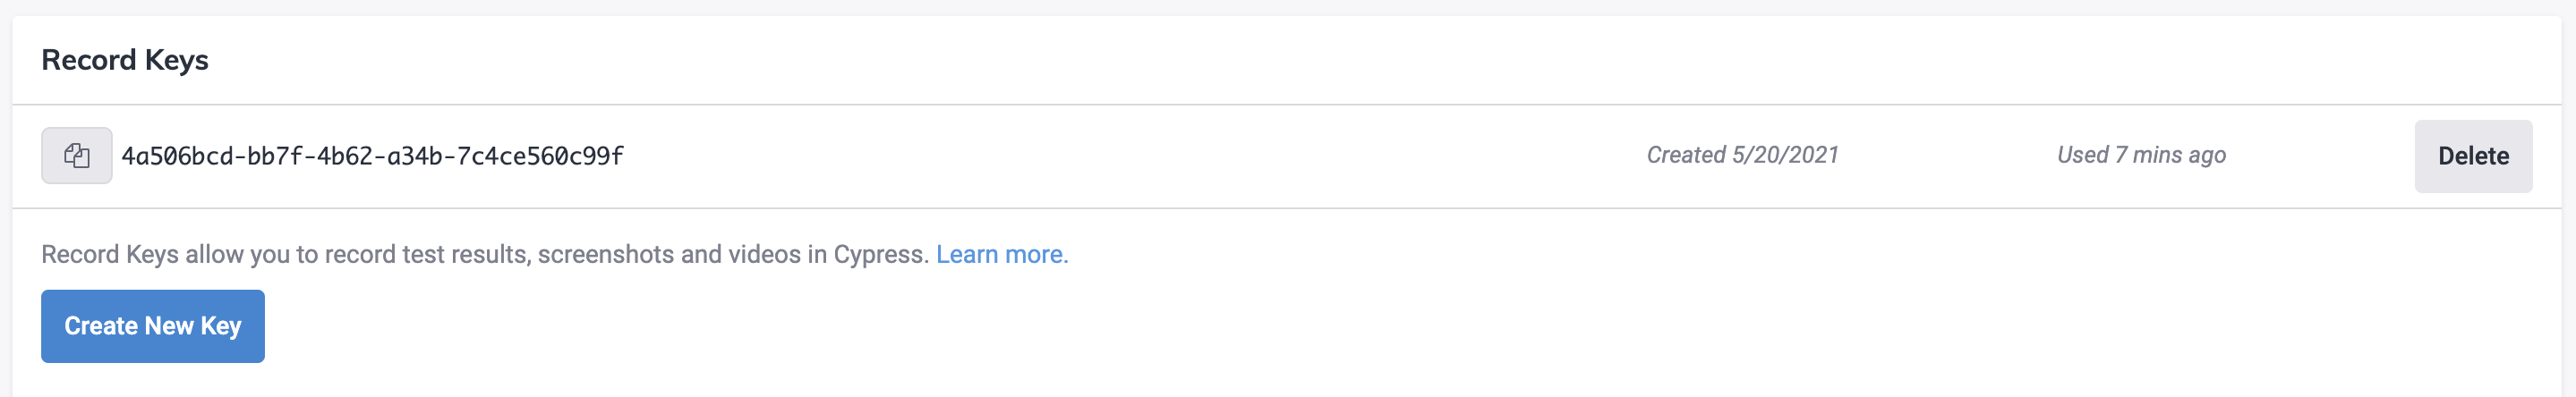 Record Keys
4a506bcd-bb7f-4b62-a34b-7c4ce560c99f Created 5/20/2021 Used 7 mins ago Delete
Record Keys allow you to record test results, screenshots and videos in Cypress. Learn more.
Create New Key